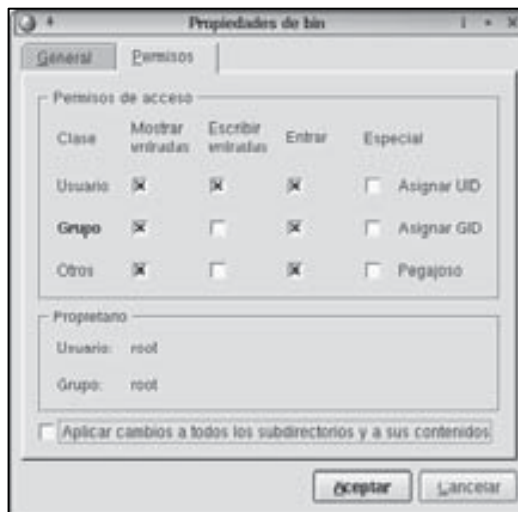 Propiedades de bin
General Permisos
Permisos de acceso
Clase Mostrar entradas Escribir entradas Entrar Especial
Usuario Asignar UID
Grupo Asignar GID
Otros Pegajoso
Propietario
Usuario: root
Grupo: root
Aplicar cambios a todos los subdirectorios y a sus contenidos
Aceptar Cancelar